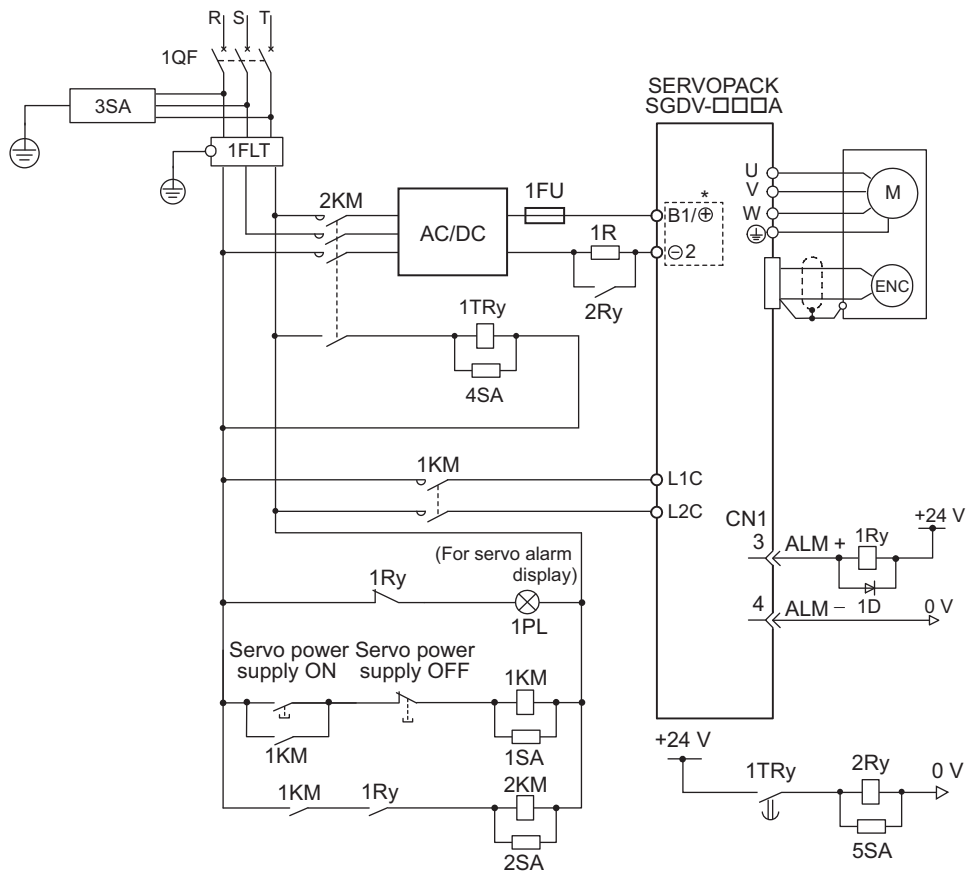 R S T
1QF
3SA
1FLT
SERVOPACK
SGDV-□□□A
U
V
W
M
ENC
2KM
AC/DC
1FU
*
B1/⊕
1R
⊖2
2Ry
1TRy
4SA
1KM
L1C
L2C
CN1
3 ALM + 1Ry +24 V
1D
4 ALM − 0 V
(For servo alarm
display)
1Ry
1PL
Servo power
supply ON
Servo power
supply OFF
1KM
1KM
1SA
1KM 1Ry 2KM
2SA
+24 V
1TRy 2Ry 0 V
5SA